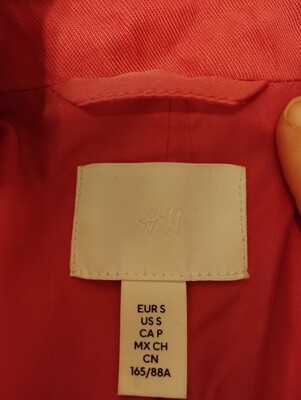 H&M
EUR S
US S
CA P
MX CH
CN
165/88A